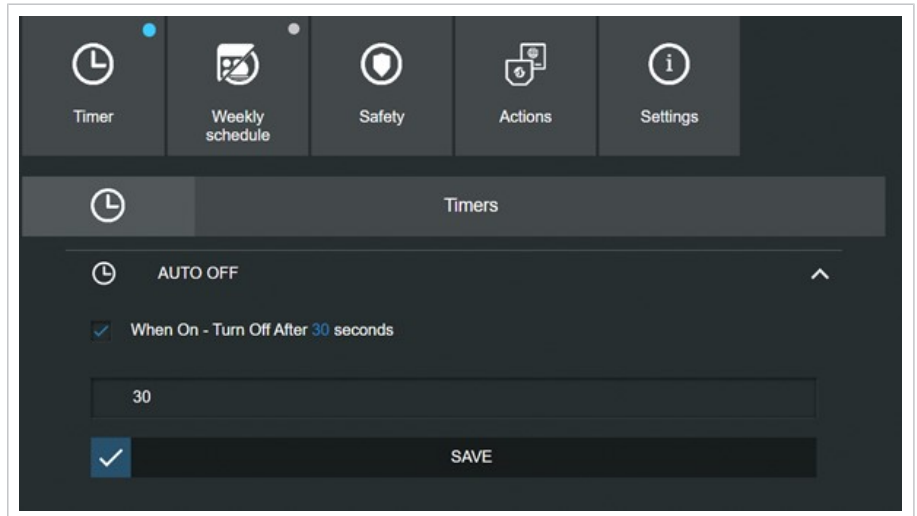 Timer
Weekly
schedule
Safety
Actions
Settings
Timers
AUTO OFF
When On - Turn Off After 30 seconds
30
SAVE